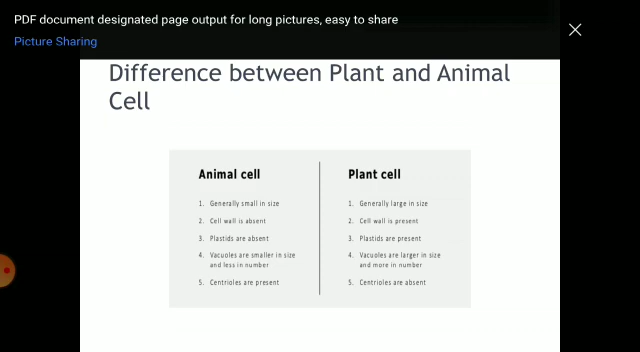 PDF document designated page output for long pictures, easy to share
Picture Sharing
Difference between Plant and Animal
Cell
Animal cell
1. Generally small in size
2. Cell wall is absent
3. Plastids are absent
4. Vacuoles are smaller in size
and less in number
5. Centrioles are present
Plant cell
1. Generally large in size
2. Cell wall is present
3. Plastids are present
4. Vacuoles are larger in size
and more in number
5. Centrioles are absent